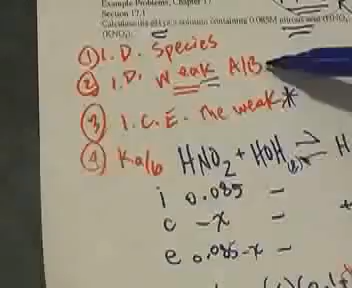 Example Problems, Chapter 17
Section 17.1
Calculate the pH of a solution containing 0.085M nitrous acid (HNO₂
(KNO₂).
① I.D. Species
② I.D. Weak A/B
③ I.C.E. The weak*
④ Ka/b HNO₂ + HOH ⇌ H
i 0.085 –
c -x –
e 0.085-x –